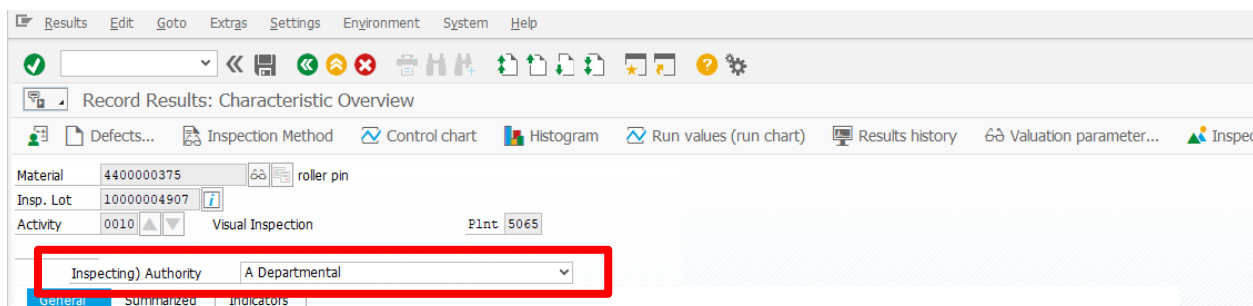 Results Edit Goto Extras Settings Environment System Help
Record Results: Characteristic Overview
Defects... Inspection Method Control chart Histogram Run values (run chart) Results history Valuation parameter... Inspec
Material 4400000375 roller pin
Insp. Lot 10000004907
Activity 0010 Visual Inspection Plnt 5065
Inspecting) Authority A Departmental
General Summarized Indicators